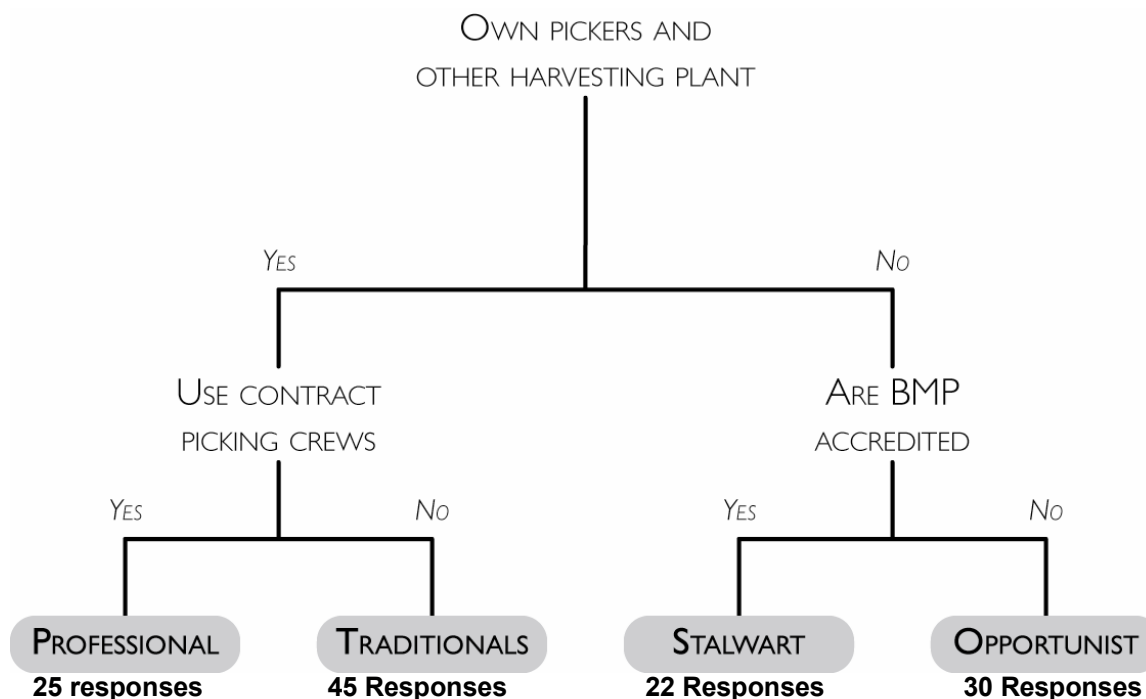 Own pickers and
other harvesting plant
Yes
No
Use contract
picking crews
Are BMP
accredited
Yes
No
Yes
No
Professional
Traditionals
Stalwart
Opportunist
25 responses
45 Responses
22 Responses
30 Responses